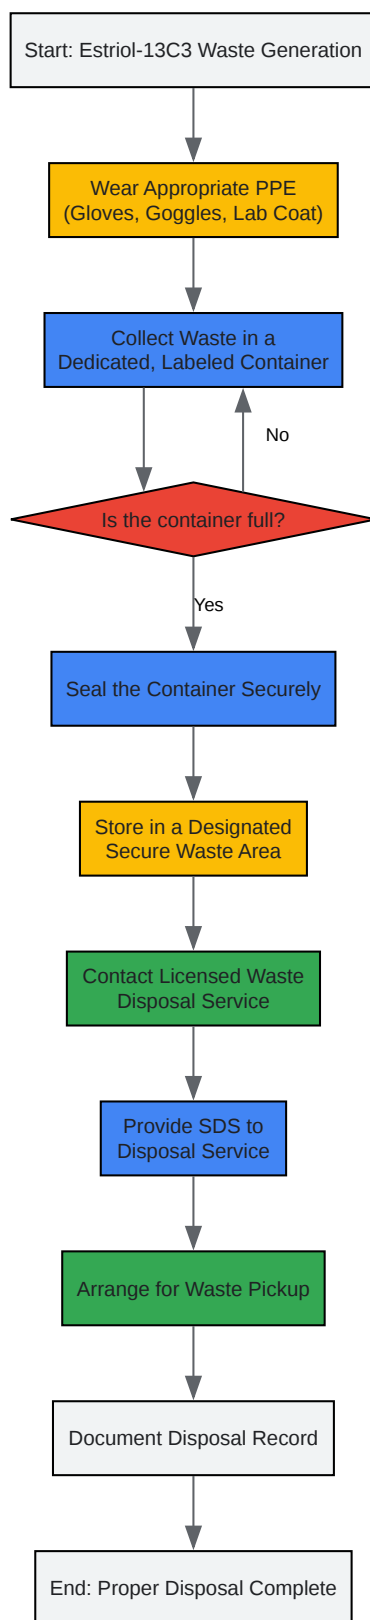 Start: Estriol-13C3 Waste Generation
Wear Appropriate PPE
(Gloves, Goggles, Lab Coat)
Collect Waste in a
Dedicated, Labeled Container
No
Is the container full?
Yes
Seal the Container Securely
Store in a Designated
Secure Waste Area
Contact Licensed Waste
Disposal Service
Provide SDS to
Disposal Service
Arrange for Waste Pickup
Document Disposal Record
End: Proper Disposal Complete